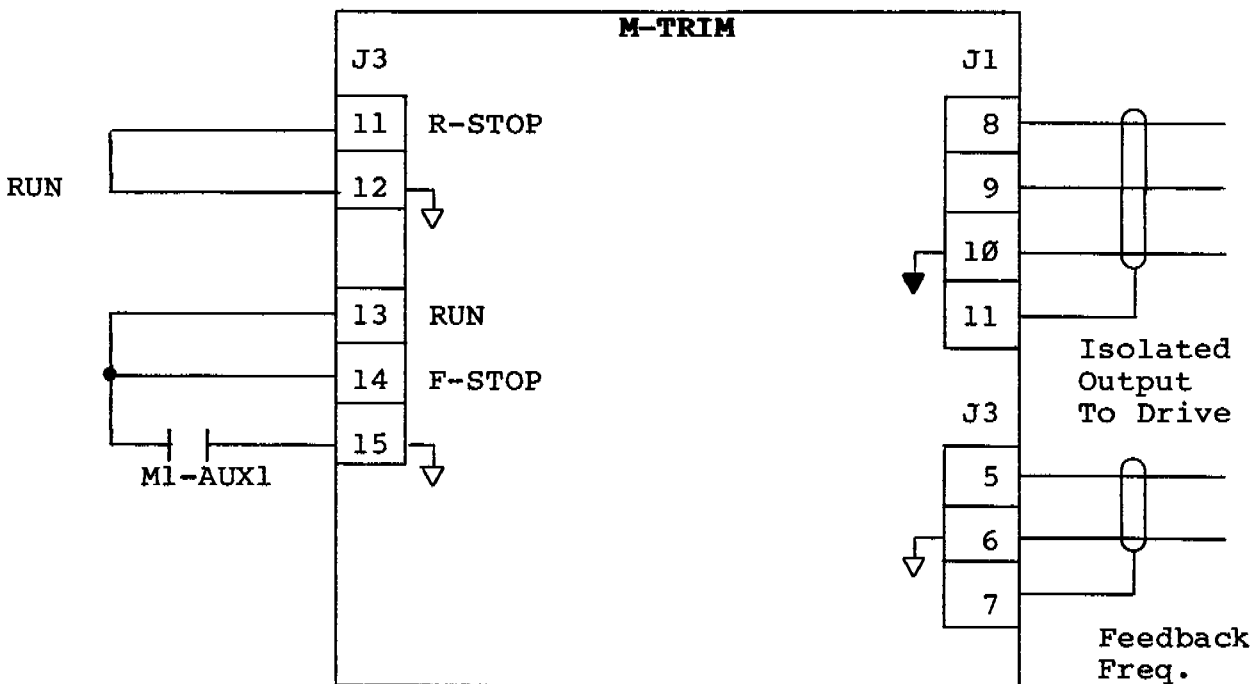 M-TRIM
J3
11 R-STOP
RUN
12
13 RUN
14 F-STOP
15
M1-AUX1
J1
8
9
10
11
Isolated
Output
To Drive
J3
5
6
7
Feedback
Freq.